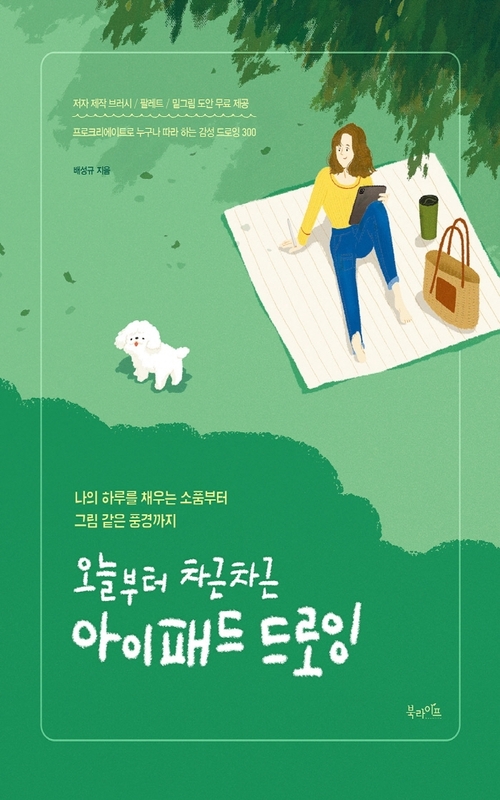 저자 제작 브러시 / 팔레트 / 밑그림 도안 무료 제공
프로크리에이트로 누구나 따라 하는 감성 드로잉 300
배성규 지음
나의 하루를 채우는 소품부터
그림 같은 풍경까지
오늘부터 차근차근
아이패드 드로잉
북라이프